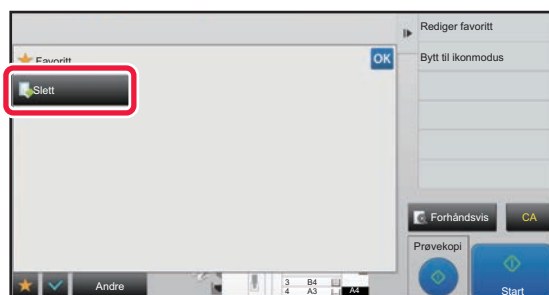 Rediger favoritt
Favoritt
OK
Bytt til ikonmodus
Slett
Forhåndsvis
CA
Prøvekopi
Andre
3 B4
4 A3
A4
Start